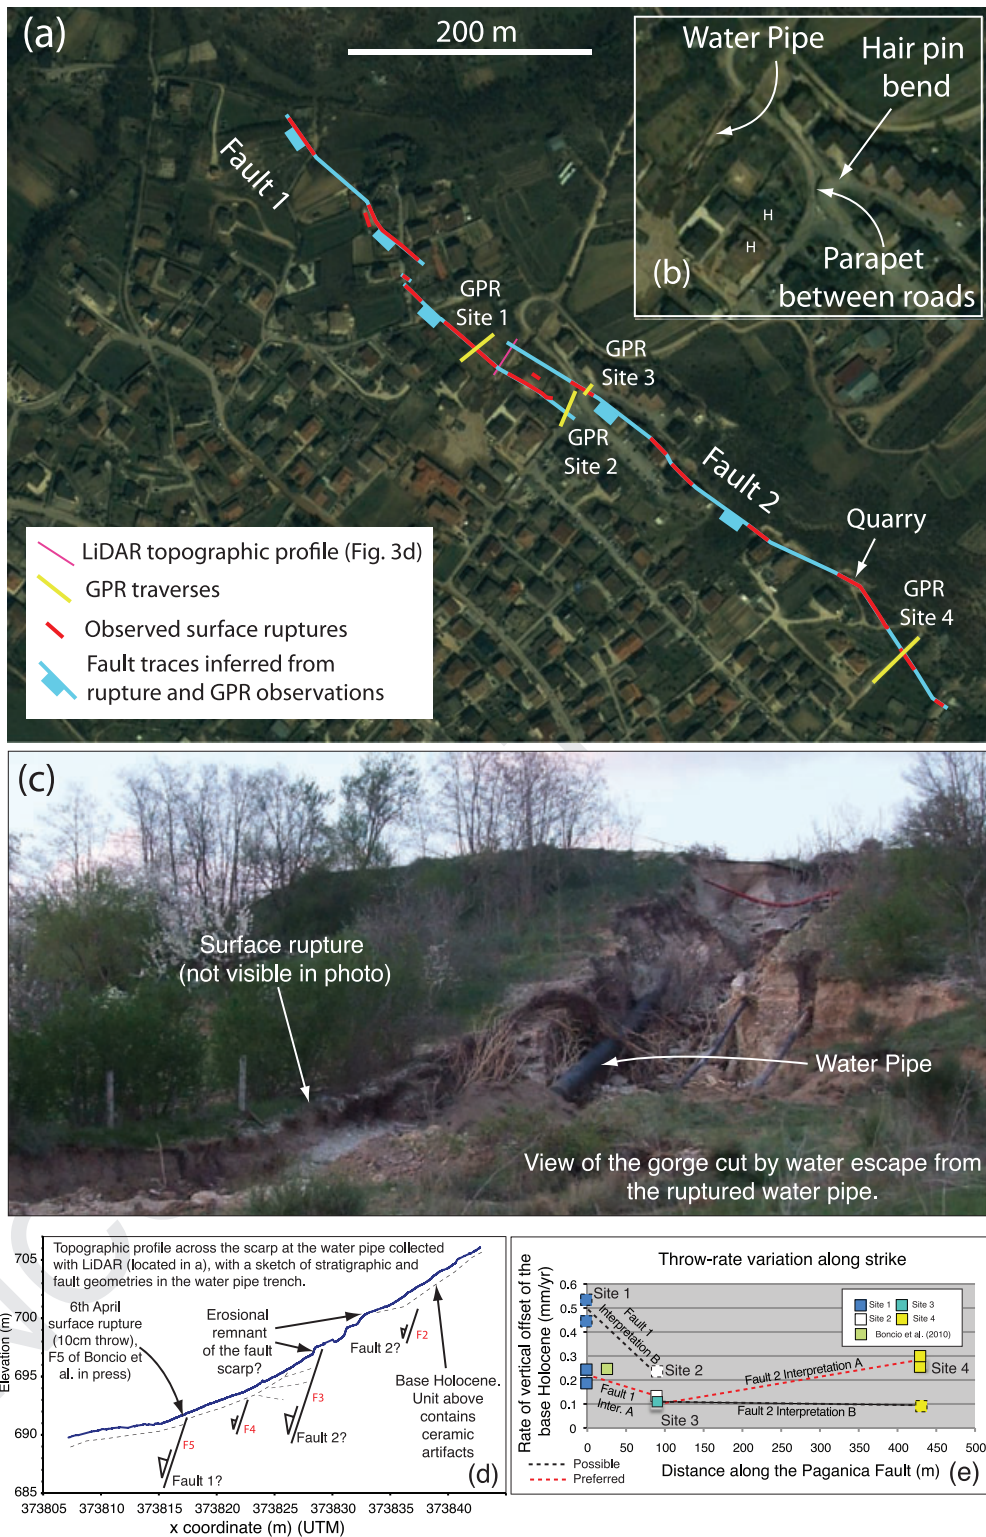 (a)
200 m
Water Pipe
Hair pin
bend
H
H
(b)
Parapet
between roads
Fault 1
GPR
Site 1
GPR
Site 3
GPR
Site 2
Fault 2
Quarry
GPR
Site 4
LiDAR topographic profile (Fig. 3d)
GPR traverses
Observed surface ruptures
Fault traces inferred from
rupture and GPR observations
(c)
Surface rupture
(not visible in photo)
Water Pipe
View of the gorge cut by water escape from
the ruptured water pipe.
Topographic profile across the scarp at the water pipe collected
with LiDAR (located in a), with a sketch of stratigraphic and
fault geometries in the water pipe trench.
6th April
surface rupture
(10cm throw),
F5 of Boncio et
al. in press)
Erosional
remnant
of the fault
scarp?
F2
Fault 2?
Base Holocene.
Unit above
contains
ceramic
artifacts
F3
F4
Fault 2?
F5
Fault 1?
(d)
Elevation (m)
705
700
695
690
685
373805 373810 373815 373820 373825 373830 373835 373840
x coordinate (m) (UTM)
Throw-rate variation along strike
Rate of vertical offset of the
base Holocene (mm/yr)
0.6
0.5
0.4
0.3
0.2
0.1
0
Site 1
Fault 1
Interpretation B
Site 2
Fault 1
Inter. A
Site 3
Fault 2 Interpretation A
Fault 2 Interpretation B
Site 4
Site 1
Site 3
Site 2
Site 4
Boncio et al. (2010)
0 50 100 150 200 250 300 350 400 450 500
Possible
Preferred
Distance along the Paganica Fault (m)
(e)